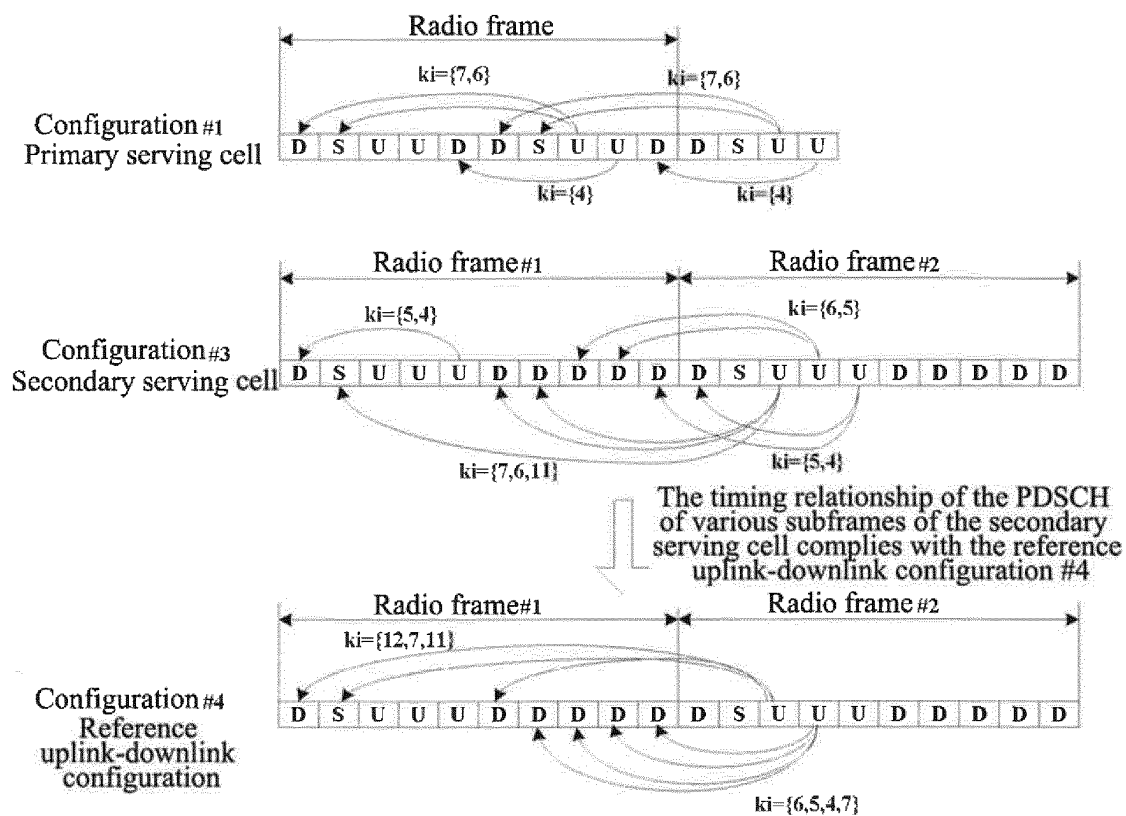 Radio frame
ki={7,6}
ki={7,6}
Configuration #1
Primary serving cell
D S U U D D S U U D D S U U
ki={4}
ki={4}
Radio frame#1
Radio frame#2
ki={5,4}
ki={6,5}
Configuration#3
Secondary serving cell
D S U U U D D D D D D S U U U D D D D D
ki={7,6,11}
ki={5,4}
The timing relationship of the PDSCH
of various subframes of the secondary
serving cell complies with the reference
uplink-downlink configuration #4
Radio frame#1
Radio frame#2
ki={12,7,11}
Configuration#4
Reference
uplink-downlink
configuration
D S U U U D D D D D D S U U U D D D D D
ki={6,5,4,7}